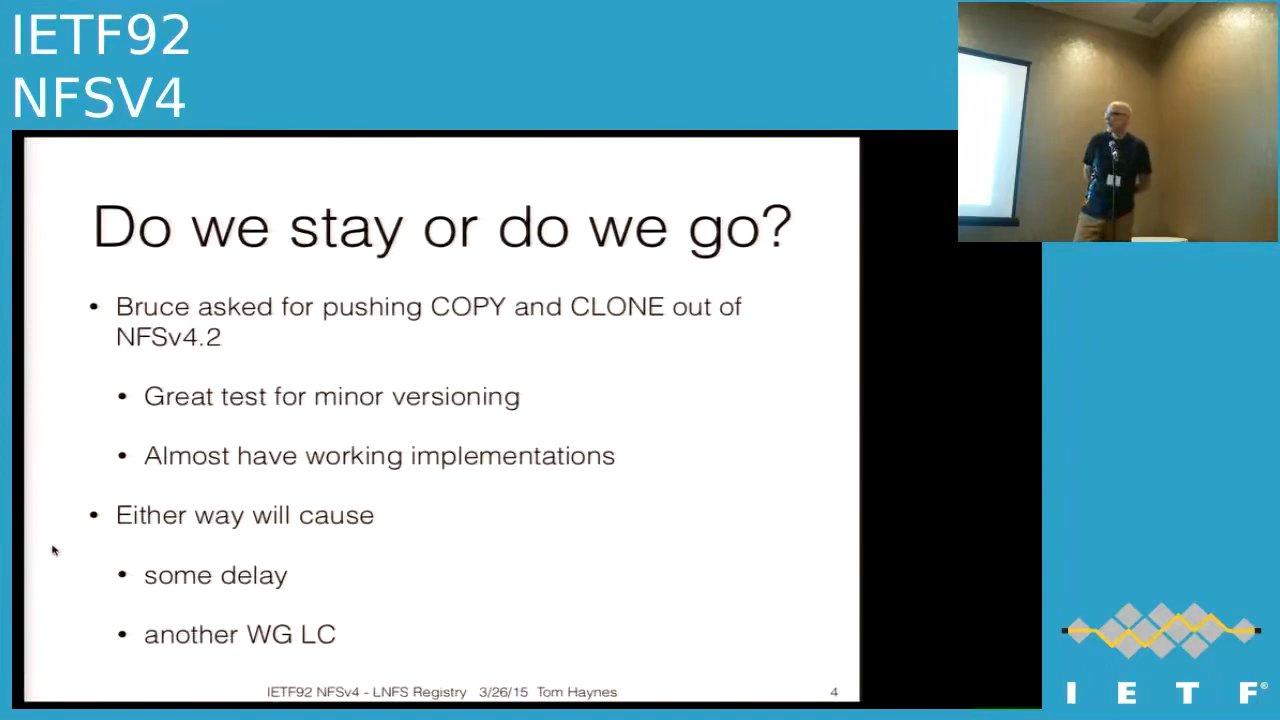 IETF92
NFSV4
Do we stay or do we go?
• Bruce asked for pushing COPY and CLONE out of
NFSv4.2
• Great test for minor versioning
• Almost have working implementations
• Either way will cause
• some delay
• another WG LC
IETF92 NFSv4 - LNFS Registry 3/26/15 Tom Haynes 4
I E T F®